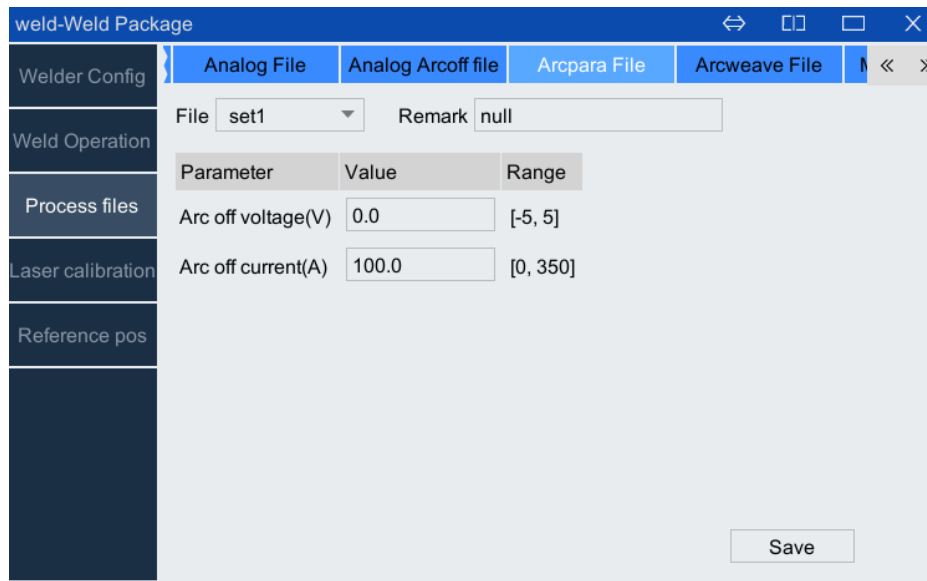 weld-Weld Package
Welder Config
Weld Operation
Process files
Laser calibration
Reference pos
Analog File Analog Arcoff file Arcpara File Arcweave File
File set1 Remark null
Parameter Value Range
Arc off voltage(V) 0.0 [-5, 5]
Arc off current(A) 100.0 [0, 350]
Save